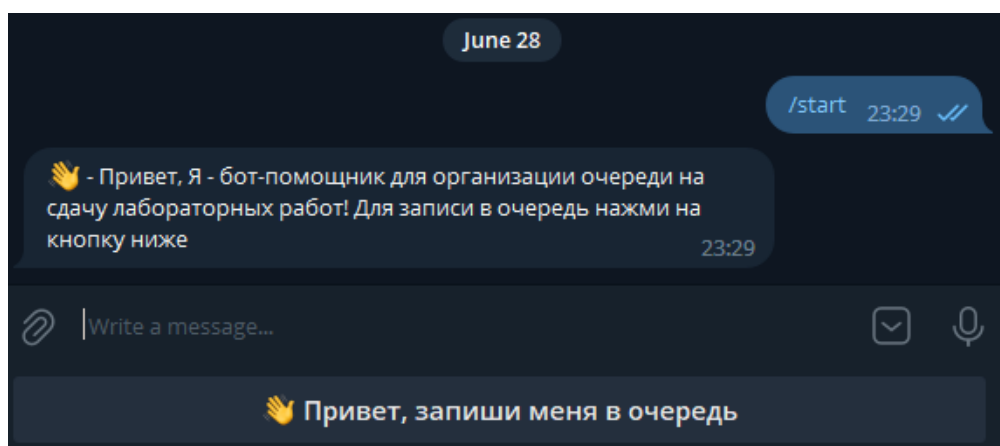 June 28
/start 23:29
👋 - Привет, Я - бот-помощник для организации очереди на
сдачу лабораторных работ! Для записи в очередь нажми на
кнопку ниже
23:29
Write a message...
👋 Привет, запиши меня в очередь